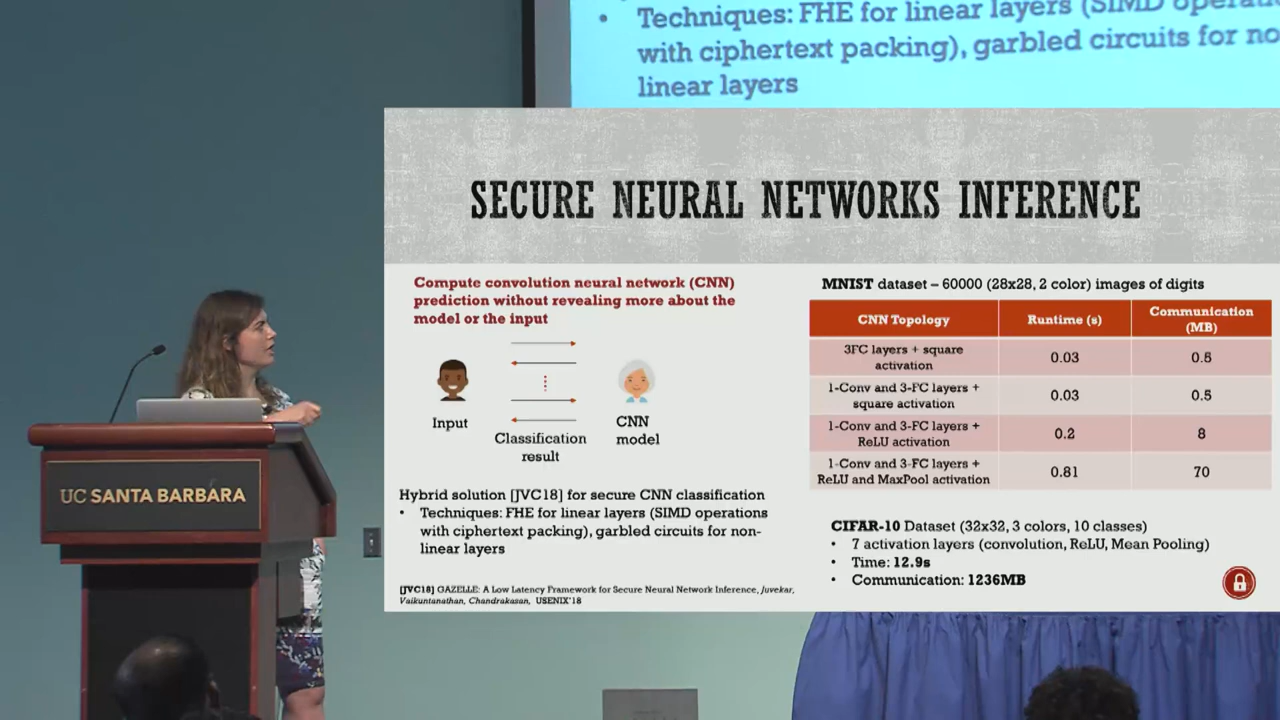 Techniques: FHE for linear layers (SIMD
with ciphertext packing), garbled circuits for
linear layers
SECURE NEURAL NETWORKS INFERENCE
Compute convolution neural network (CNN)
prediction without revealing more about the
model or the input
Input
Classification
result
CNN
model
Hybrid solution [JVC18] for secure CNN classification
• Techniques: FHE for linear layers (SIMD operations
with ciphertext packing), garbled circuits for non-
linear layers
[JVC18] GAZELLE: A Low Latency Framework for Secure Neural Network Inference, Juvekar,
Vaikuntanathan, Chandrakasan, USENIX'18
MNIST dataset – 60000 (28x28, 2 color) images of digits
CNN Topology Runtime (s) Communication
(MB)
3FC layers + square
activation 0.03 0.5
1-Conv and 3-FC layers +
square activation 0.03 0.5
1-Conv and 3-FC layers +
ReLU activation 0.2 8
1-Conv and 3-FC layers +
ReLU and MaxPool activation 0.81 70
CIFAR-10 Dataset (32x32, 3 colors, 10 classes)
• 7 activation layers (convolution, ReLU, Mean Pooling)
• Time: 12.9s
• Communication: 1236MB
UC SANTA BARBARA